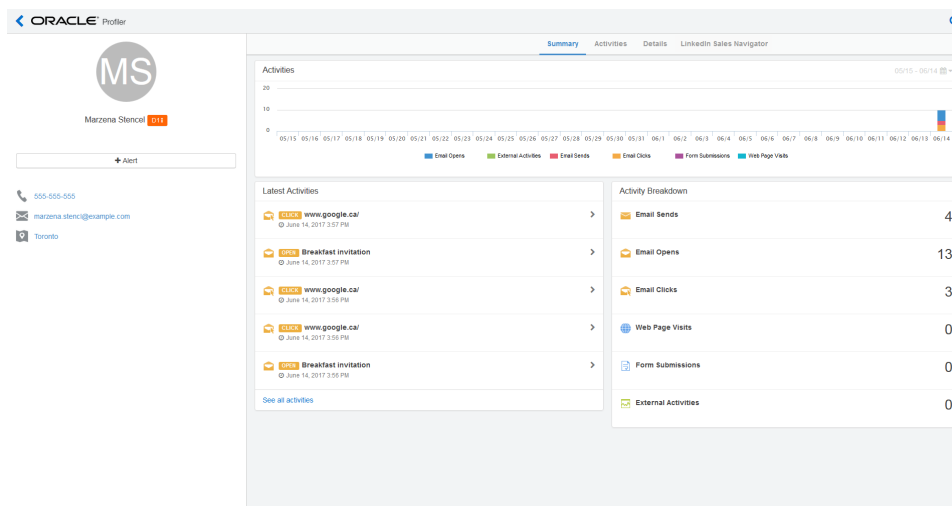 ORACLE® Profiler
MS
Marzena Stencel D11
+ Alert
555-555-555
marzena.stencl@example.com
Toronto
Summary Activities Details LinkedIn Sales Navigator
Activities 05/15 - 06/14
20
10
0
05/15 05/16 05/17 05/18 05/19 05/20 05/21 05/22 05/23 05/24 05/25 05/26 05/27 05/28 05/29 05/30 05/31 06/1 06/2 06/3 06/4 06/5 06/6 06/7 06/8 06/9 06/10 06/11 06/12 06/13 06/14
Email Opens External Activities Email Sends Email Clicks Form Submissions Web Page Visits
Latest Activities
CLICK www.google.ca/
June 14, 2017 3:57 PM
OPEN Breakfast invitation
June 14, 2017 3:57 PM
CLICK www.google.ca/
June 14, 2017 3:56 PM
CLICK www.google.ca/
June 14, 2017 3:56 PM
OPEN Breakfast invitation
June 14, 2017 3:56 PM
See all activities
Activity Breakdown
Email Sends 4
Email Opens 13
Email Clicks 3
Web Page Visits 0
Form Submissions 0
External Activities 0